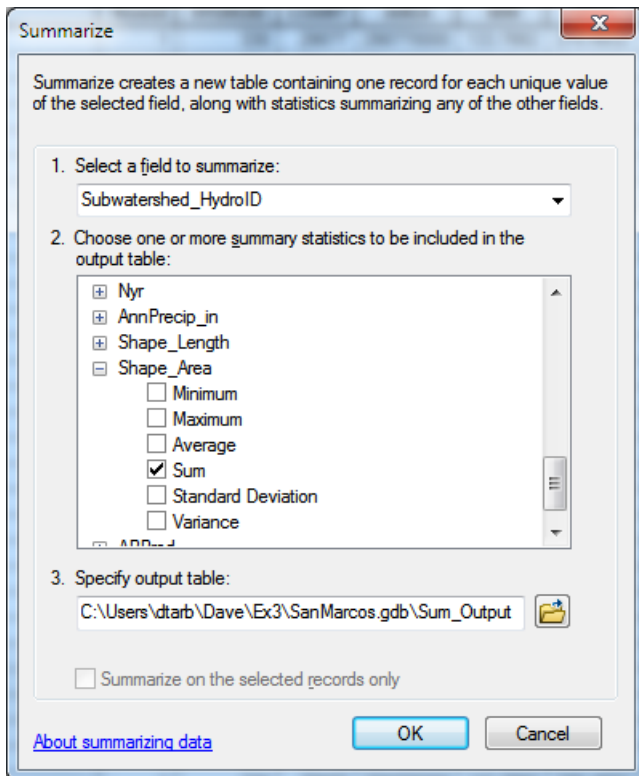 Summarize
Summarize creates a new table containing one record for each unique value
of the selected field, along with statistics summarizing any of the other fields.
1. Select a field to summarize:
Subwatershed_HydroID
2. Choose one or more summary statistics to be included in the
output table:
Nyr
AnnPrecip_in
Shape_Length
Shape_Area
Minimum
Maximum
Average
Sum
Standard Deviation
Variance
3. Specify output table:
C:\Users\dtarb\Dave\Ex3\SanMarcos.gdb\Sum_Output
Summarize on the selected records only
About summarizing data
OK
Cancel